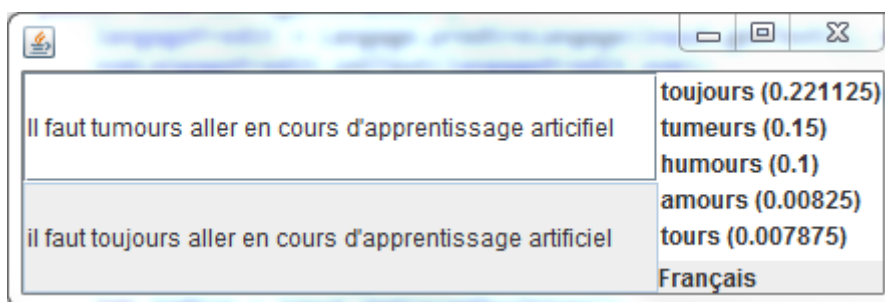 Il faut tumours aller en cours d'apprentissage articifiel
il faut toujours aller en cours d'apprentissage artificiel
toujours (0.221125)
tumeurs (0.15)
humours (0.1)
amours (0.00825)
tours (0.007875)
Français